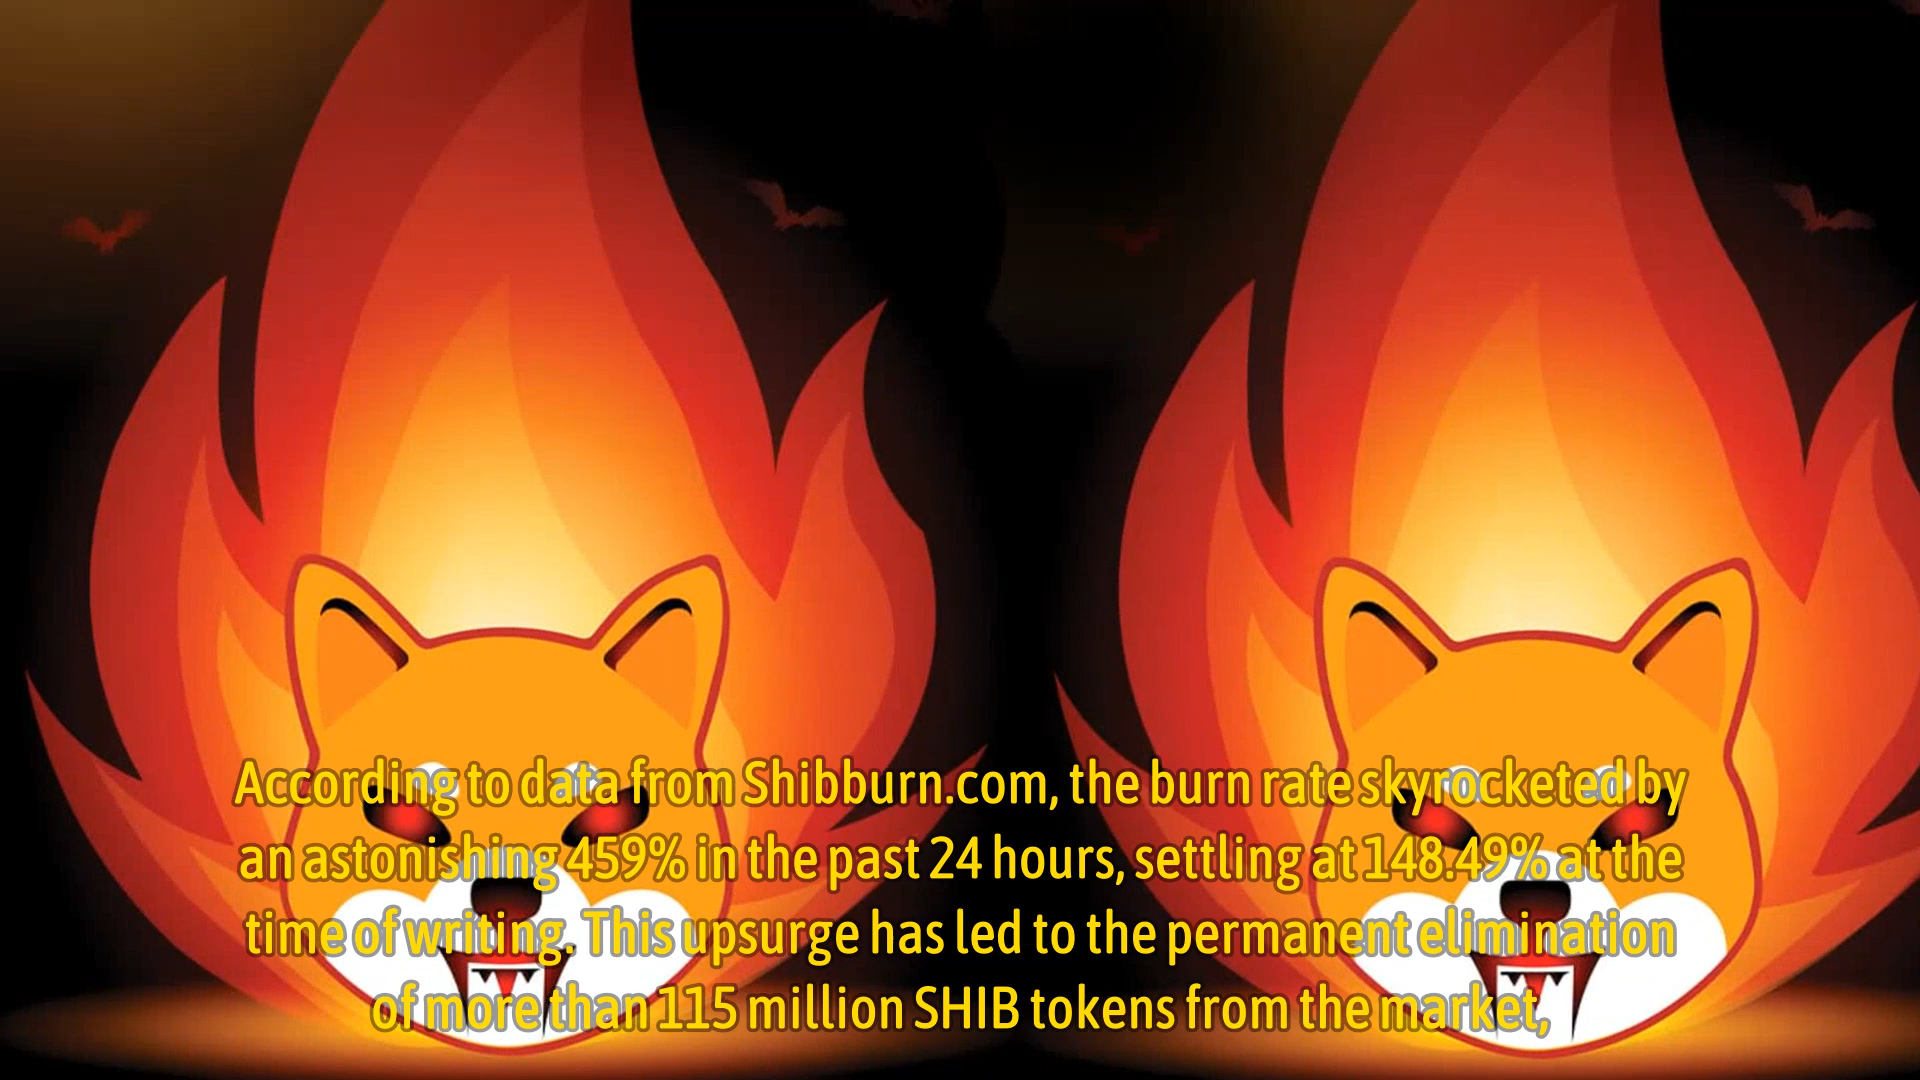 According to data from Shibburn.com, the burn rate skyrocketed by
an astonishing 459% in the past 24 hours, settling at 148.49% at the
time of writing. This upsurge has led to the permanent elimination
of more than 115 million SHIB tokens from the market,